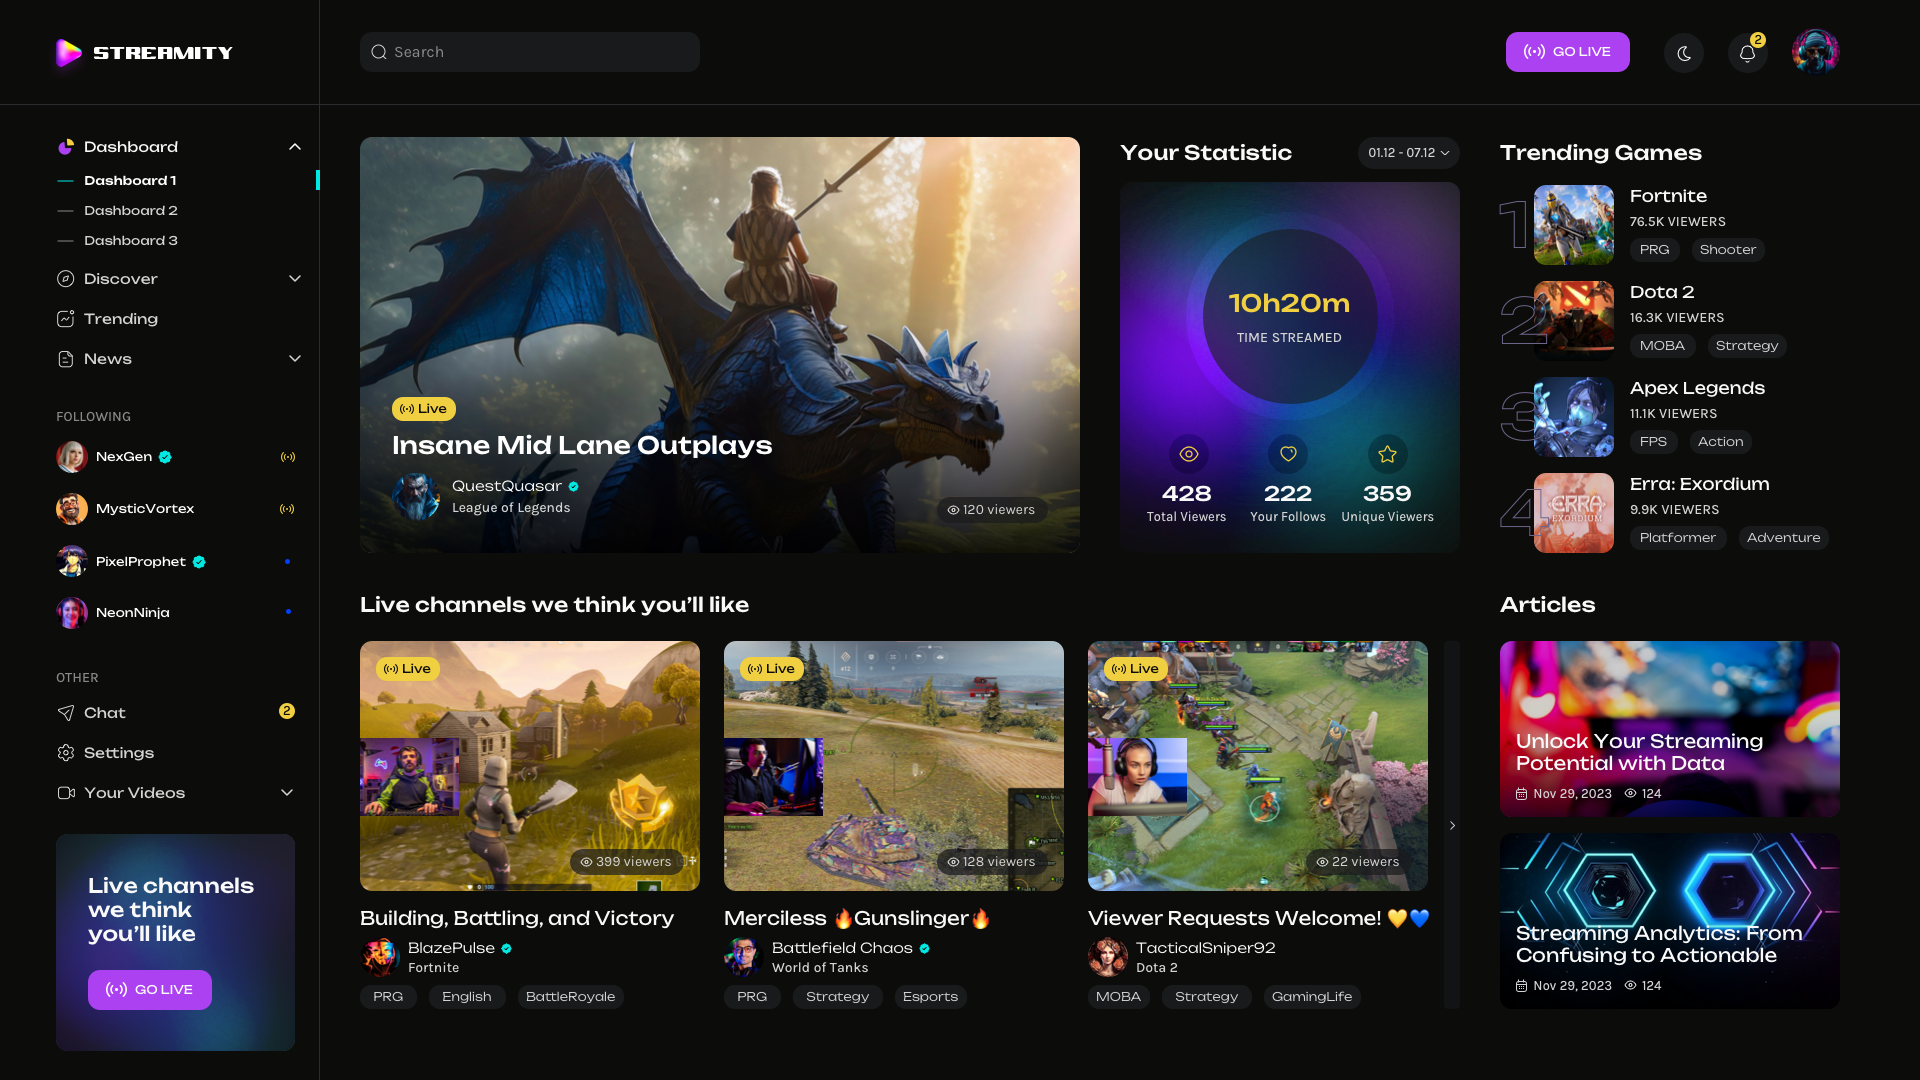 STREAMITY
Search
GO LIVE
2
Dashboard
Dashboard 1
Dashboard 2
Dashboard 3
Discover
Trending
News
FOLLOWING
NexGen
MysticVortex
PixelProphet
NeonNinja
OTHER
Chat
2
Settings
Your Videos
Live channels
we think
you’ll like
GO LIVE
Live
Insane Mid Lane Outplays
QuestQuasar
League of Legends
120 viewers
Your Statistic
01.12 - 07.12
10h20m
TIME STREAMED
428
Total Viewers
222
Your Follows
359
Unique Viewers
Trending Games
1
Fortnite
76.5K VIEWERS
PRG Shooter
2
Dota 2
16.3K VIEWERS
MOBA Strategy
3
Apex Legends
11.1K VIEWERS
FPS Action
4
ERRA
EXORDIUM
Erra: Exordium
9.9K VIEWERS
Platformer Adventure
Live channels we think you’ll like
Live
399 viewers
Building, Battling, and Victory
BlazePulse
Fortnite
PRG English BattleRoyale
Live
128 viewers
Merciless 🔥Gunslinger🔥
Battlefield Chaos
World of Tanks
PRG Strategy Esports
Live
22 viewers
Viewer Requests Welcome! 💛💙
TacticalSniper92
Dota 2
MOBA Strategy GamingLife
Articles
Unlock Your Streaming
Potential with Data
Nov 29, 2023 124
Streaming Analytics: From
Confusing to Actionable
Nov 29, 2023 124